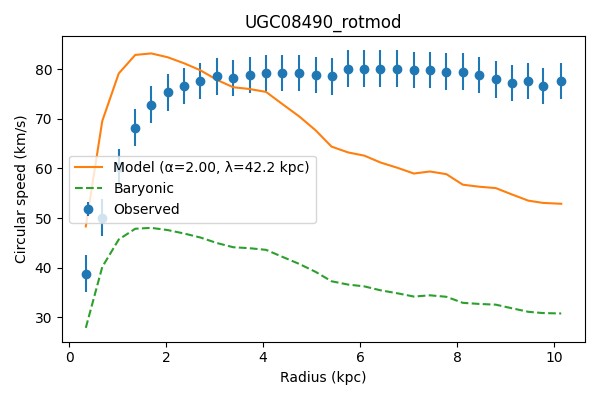 UGC08490_rotmod
Circular speed (km/s)
80
70
60
50
40
30
Model (α=2.00, λ=42.2 kpc)
Baryonic
Observed
0 2 4 6 8 10
Radius (kpc)